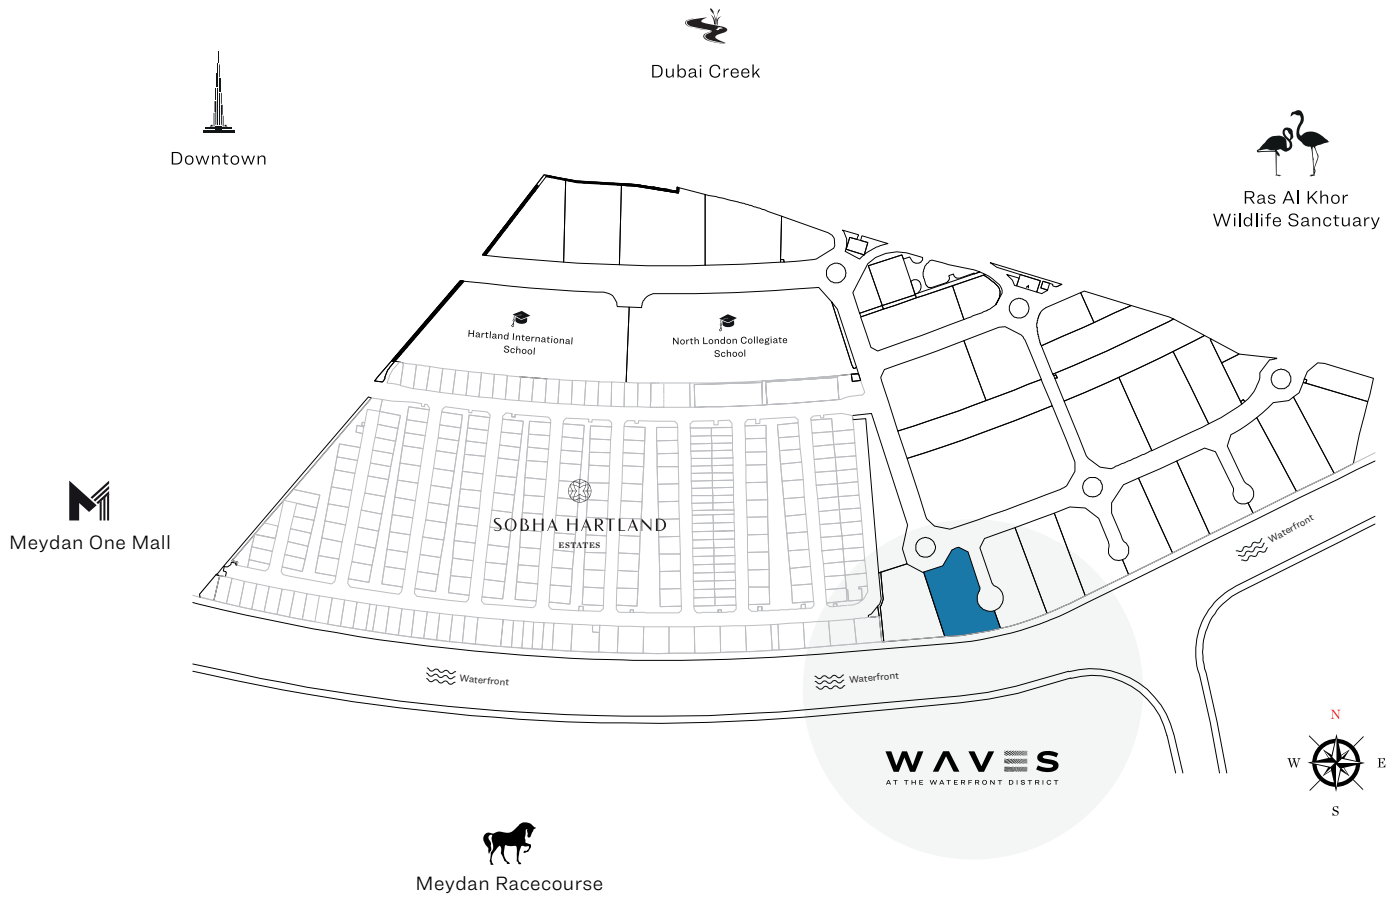 Dubai Creek
Downtown
Ras Al Khor
Wildlife Sanctuary
Hartland International
School
North London Collegiate
School
SOBHA HARTLAND
ESTATES
Meydan One Mall
Waterfront
Waterfront
Waterfront
WAVES
AT THE WATERFRONT DISTRICT
N
W
E
S
Meydan Racecourse